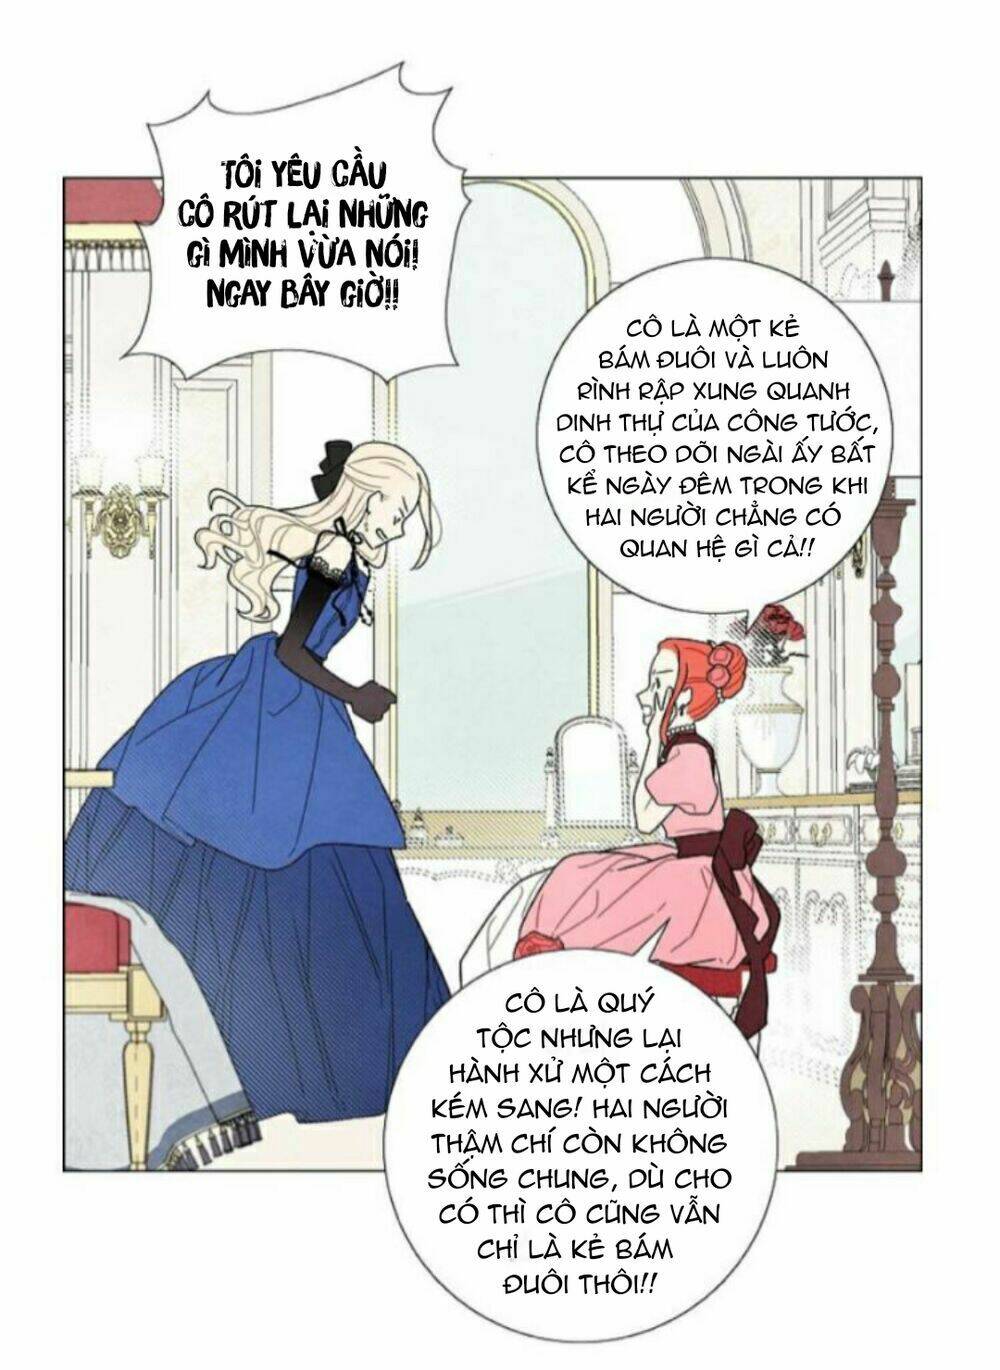 TÔI YÊU CẦU
CÔ RÚT LẠI NHỮNG
GÌ MÌNH VỪA NÓI!
NGAY BÂY GIỜ!!
CÔ LÀ MỘT KẺ
BÁM ĐUÔI VÀ LUÔN
RÌNH RẬP XUNG QUANH
DINH THỰ CỦA CÔNG TƯỚC,
CÔ THEO DÕI NGÀI ẤY BẤT
KỂ NGÀY ĐÊM TRONG KHI
HAI NGƯỜI CHẲNG CÓ
QUAN HỆ GÌ CẢ!!
CÔ LÀ QUÝ
TỘC NHƯNG LẠI
HÀNH XỬ MỘT CÁCH
KÉM SANG! HAI NGƯỜI
THẬM CHÍ CÒN KHÔNG
SỐNG CHUNG, DÙ CHO
CÓ THÌ CÔ CŨNG VẪN
CHỈ LÀ KẺ BÁM
ĐUÔI THÔI!!